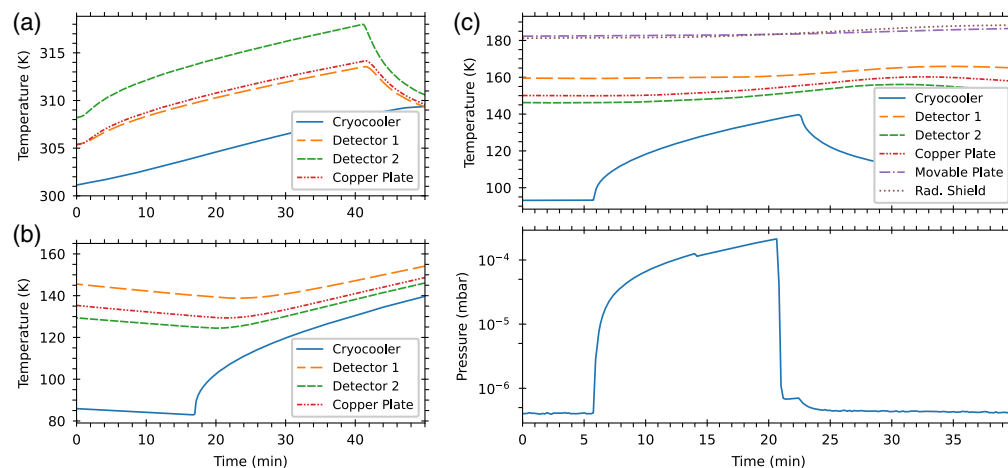 (a)
Temperature (K)
315
310
305
300
0
10
20
30
40
Cryocooler
Detector 1
Detector 2
Copper Plate
(b)
Temperature (K)
160
140
120
100
80
0
10
20
30
40
Time (min)
Cryocooler
Detector 1
Detector 2
Copper Plate
(c)
Temperature (K)
180
160
140
120
100
Cryocooler
Detector 1
Detector 2
Copper Plate
Movable Plate
Rad. Shield
Pressure (mbar)
10⁻⁴
10⁻⁵
10⁻⁶
0
5
10
15
20
25
30
35
Time (min)